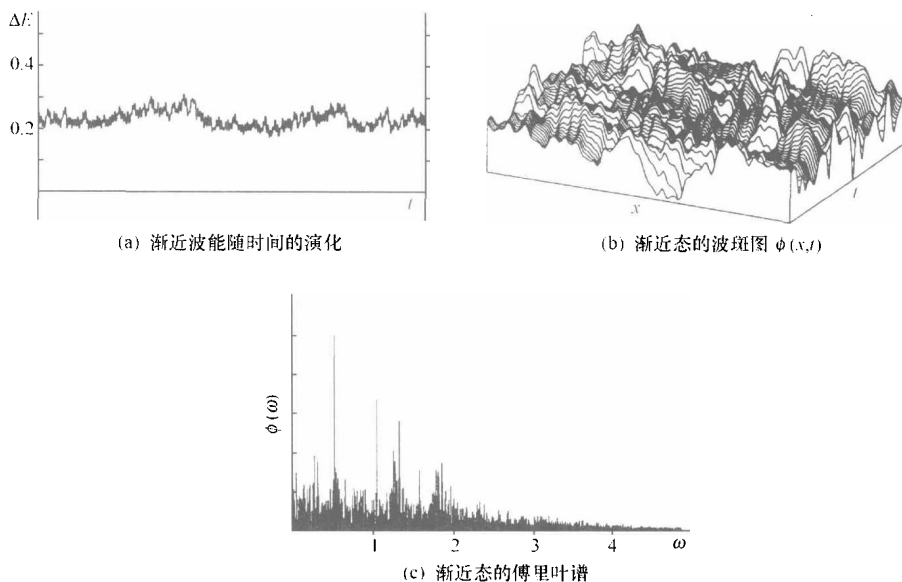 ΔE
0.4
0.2
t
(a) 渐近波能随时间的演化
x
t
(b) 渐近态的波斑图 ϕ(x,t)
ϕ(ω)
1
2
3
4
ω
(c) 渐近态的傅里叶谱